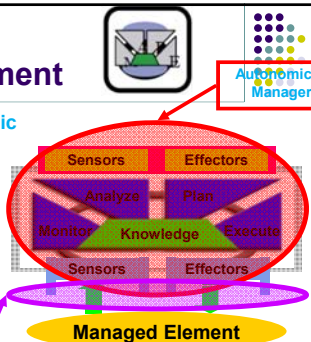 ment
Autonomic
Manager
ic
Sensors Effectors
Analyze Plan
Monitor Knowledge Execute
Sensors Effectors
Managed Element